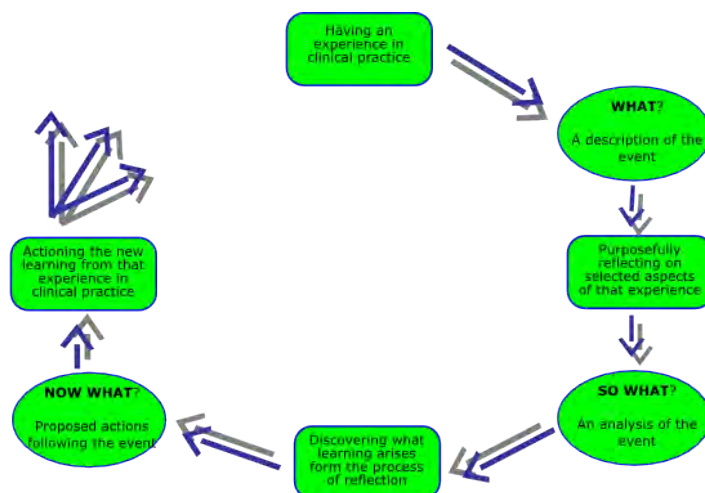 Having an
experience in
clinical practice
WHAT?
A description of the
event
Purposefully
reflecting on
selected aspects
of that experience
SO WHAT?
An analysis of the
event
Discovering what
learning arises
form the process
of reflection
NOW WHAT?
Proposed actions
following the event
Actioning the new
learning from that
experience in
clinical practice